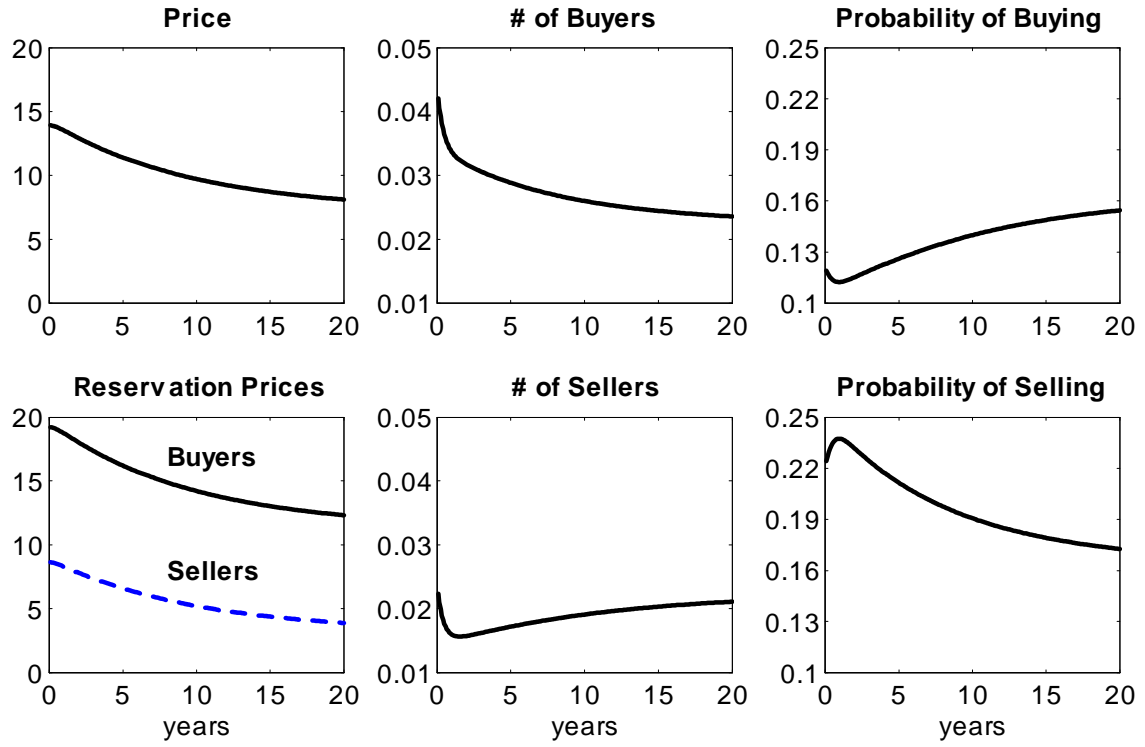 Price
20
15
10
5
0
0 5 10 15 20
# of Buyers
0.05
0.04
0.03
0.02
0.01
0 5 10 15 20
Probability of Buying
0.25
0.22
0.19
0.16
0.13
0.1
0 5 10 15 20
Reservation Prices
20
15
10
5
0
Buyers
Sellers
0 5 10 15 20
years
# of Sellers
0.05
0.04
0.03
0.02
0.01
0 5 10 15 20
years
Probability of Selling
0.25
0.22
0.19
0.16
0.13
0.1
0 5 10 15 20
years